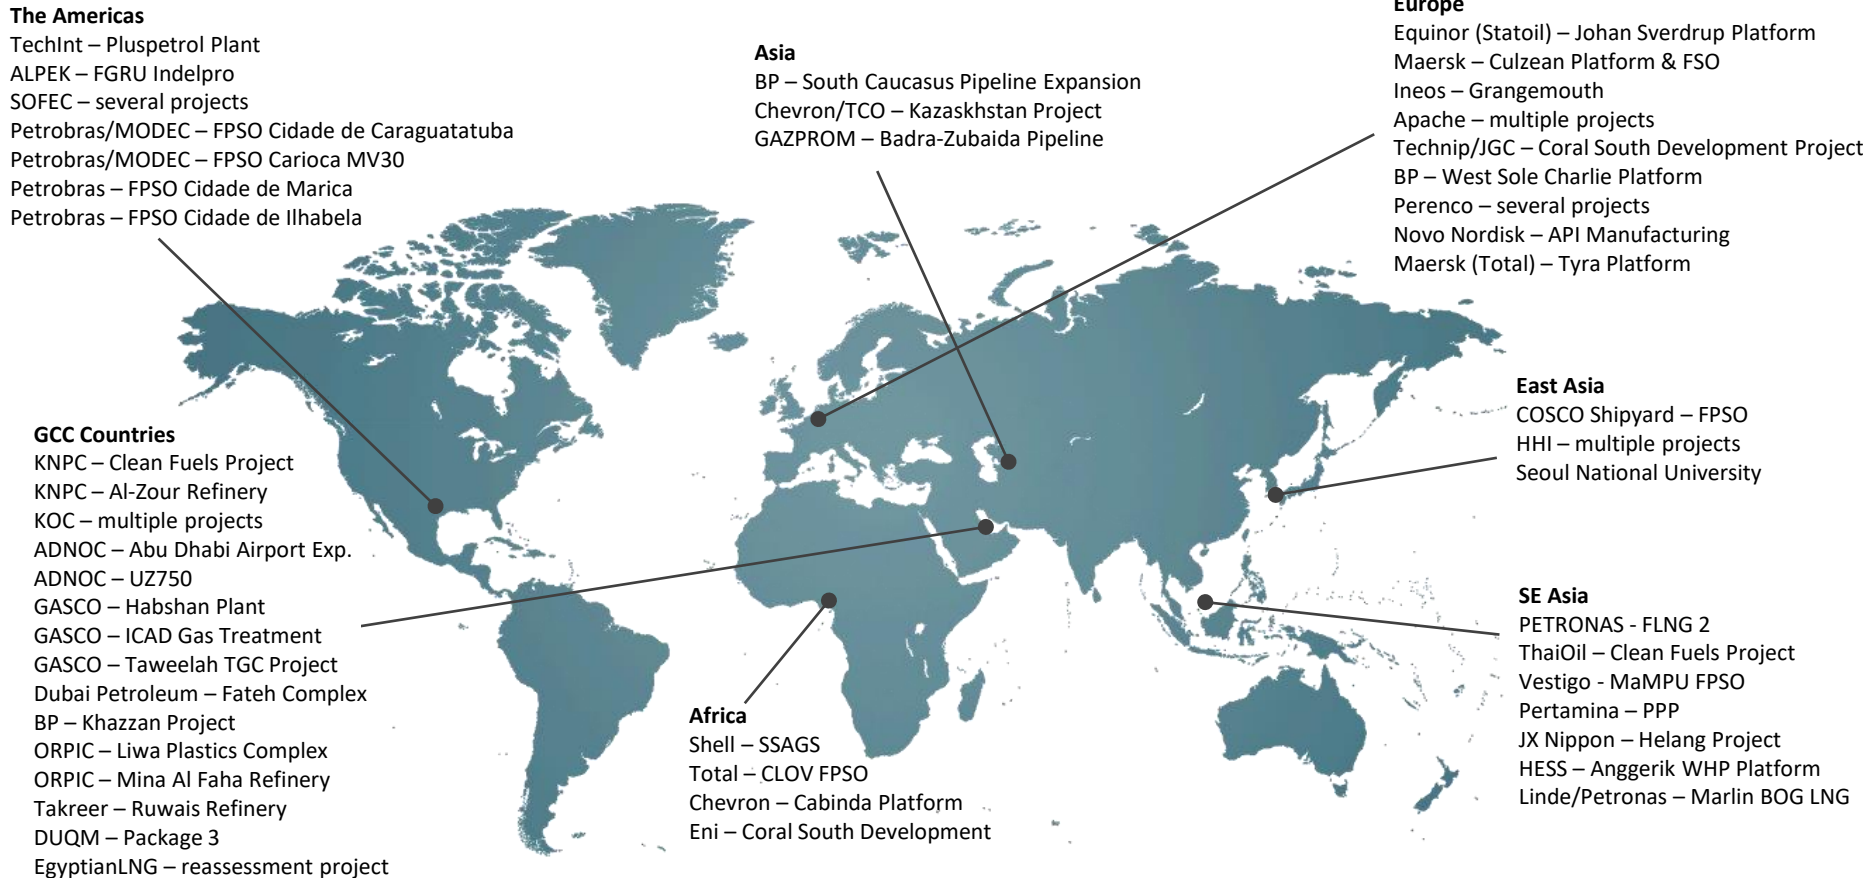 The Americas
TechInt – Pluspetrol Plant
ALPEK – FGRU Indelpro
SOFEC – several projects
Petrobras/MODEC – FPSO Cidade de Caraguatatuba
Petrobras/MODEC – FPSO Carioca MV30
Petrobras – FPSO Cidade de Marica
Petrobras – FPSO Cidade de Ilhabela
Asia
BP – South Caucasus Pipeline Expansion
Chevron/TCO – Kazaskhstan Project
GAZPROM – Badra-Zubaida Pipeline
Europe
Equinor (Statoil) – Johan Sverdrup Platform
Maersk – Culzean Platform & FSO
Ineos – Grangemouth
Apache – multiple projects
Technip/JGC – Coral South Development Project
BP – West Sole Charlie Platform
Perenco – several projects
Novo Nordisk – API Manufacturing
Maersk (Total) – Tyra Platform
GCC Countries
KNPC – Clean Fuels Project
KNPC – Al-Zour Refinery
KOC – multiple projects
ADNOC – Abu Dhabi Airport Exp.
ADNOC – UZ750
GASCO – Habshan Plant
GASCO – ICAD Gas Treatment
GASCO – Taweelah TGC Project
Dubai Petroleum – Fateh Complex
BP – Khazzan Project
ORPIC – Liwa Plastics Complex
ORPIC – Mina Al Faha Refinery
Takreer – Ruwais Refinery
DUQM – Package 3
EgyptianLNG – reassessment project
Africa
Shell – SSAGS
Total – CLOV FPSO
Chevron – Cabinda Platform
Eni – Coral South Development
East Asia
COSCO Shipyard – FPSO
HHI – multiple projects
Seoul National University
SE Asia
PETRONAS - FLNG 2
ThaiOil – Clean Fuels Project
Vestigo - MaMPU FPSO
Pertamina – PPP
JX Nippon – Helang Project
HESS – Anggerik WHP Platform
Linde/Petronas – Marlin BOG LNG